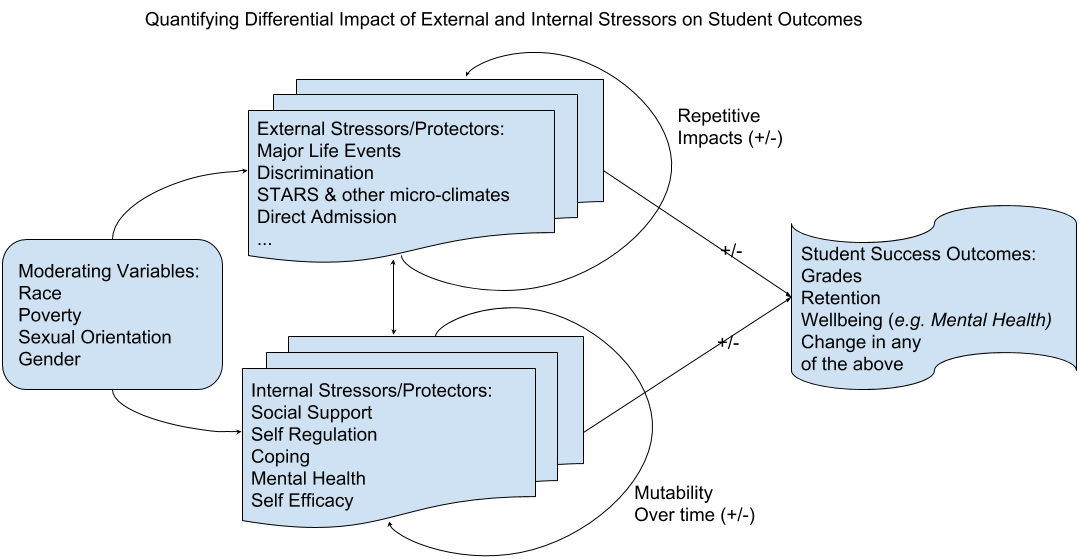 Quantifying Differential Impact of External and Internal Stressors on Student Outcomes
External Stressors/Protectors:
Major Life Events
Discrimination
STARS & other micro-climates
Direct Admission
...
Repetitive
Impacts (+/-)
Moderating Variables:
Race
Poverty
Sexual Orientation
Gender
+/-
Student Success Outcomes:
Grades
Retention
Wellbeing (e.g. Mental Health)
Change in any
of the above
+/-
Internal Stressors/Protectors:
Social Support
Self Regulation
Coping
Mental Health
Self Efficacy
Mutability
Over time (+/-)